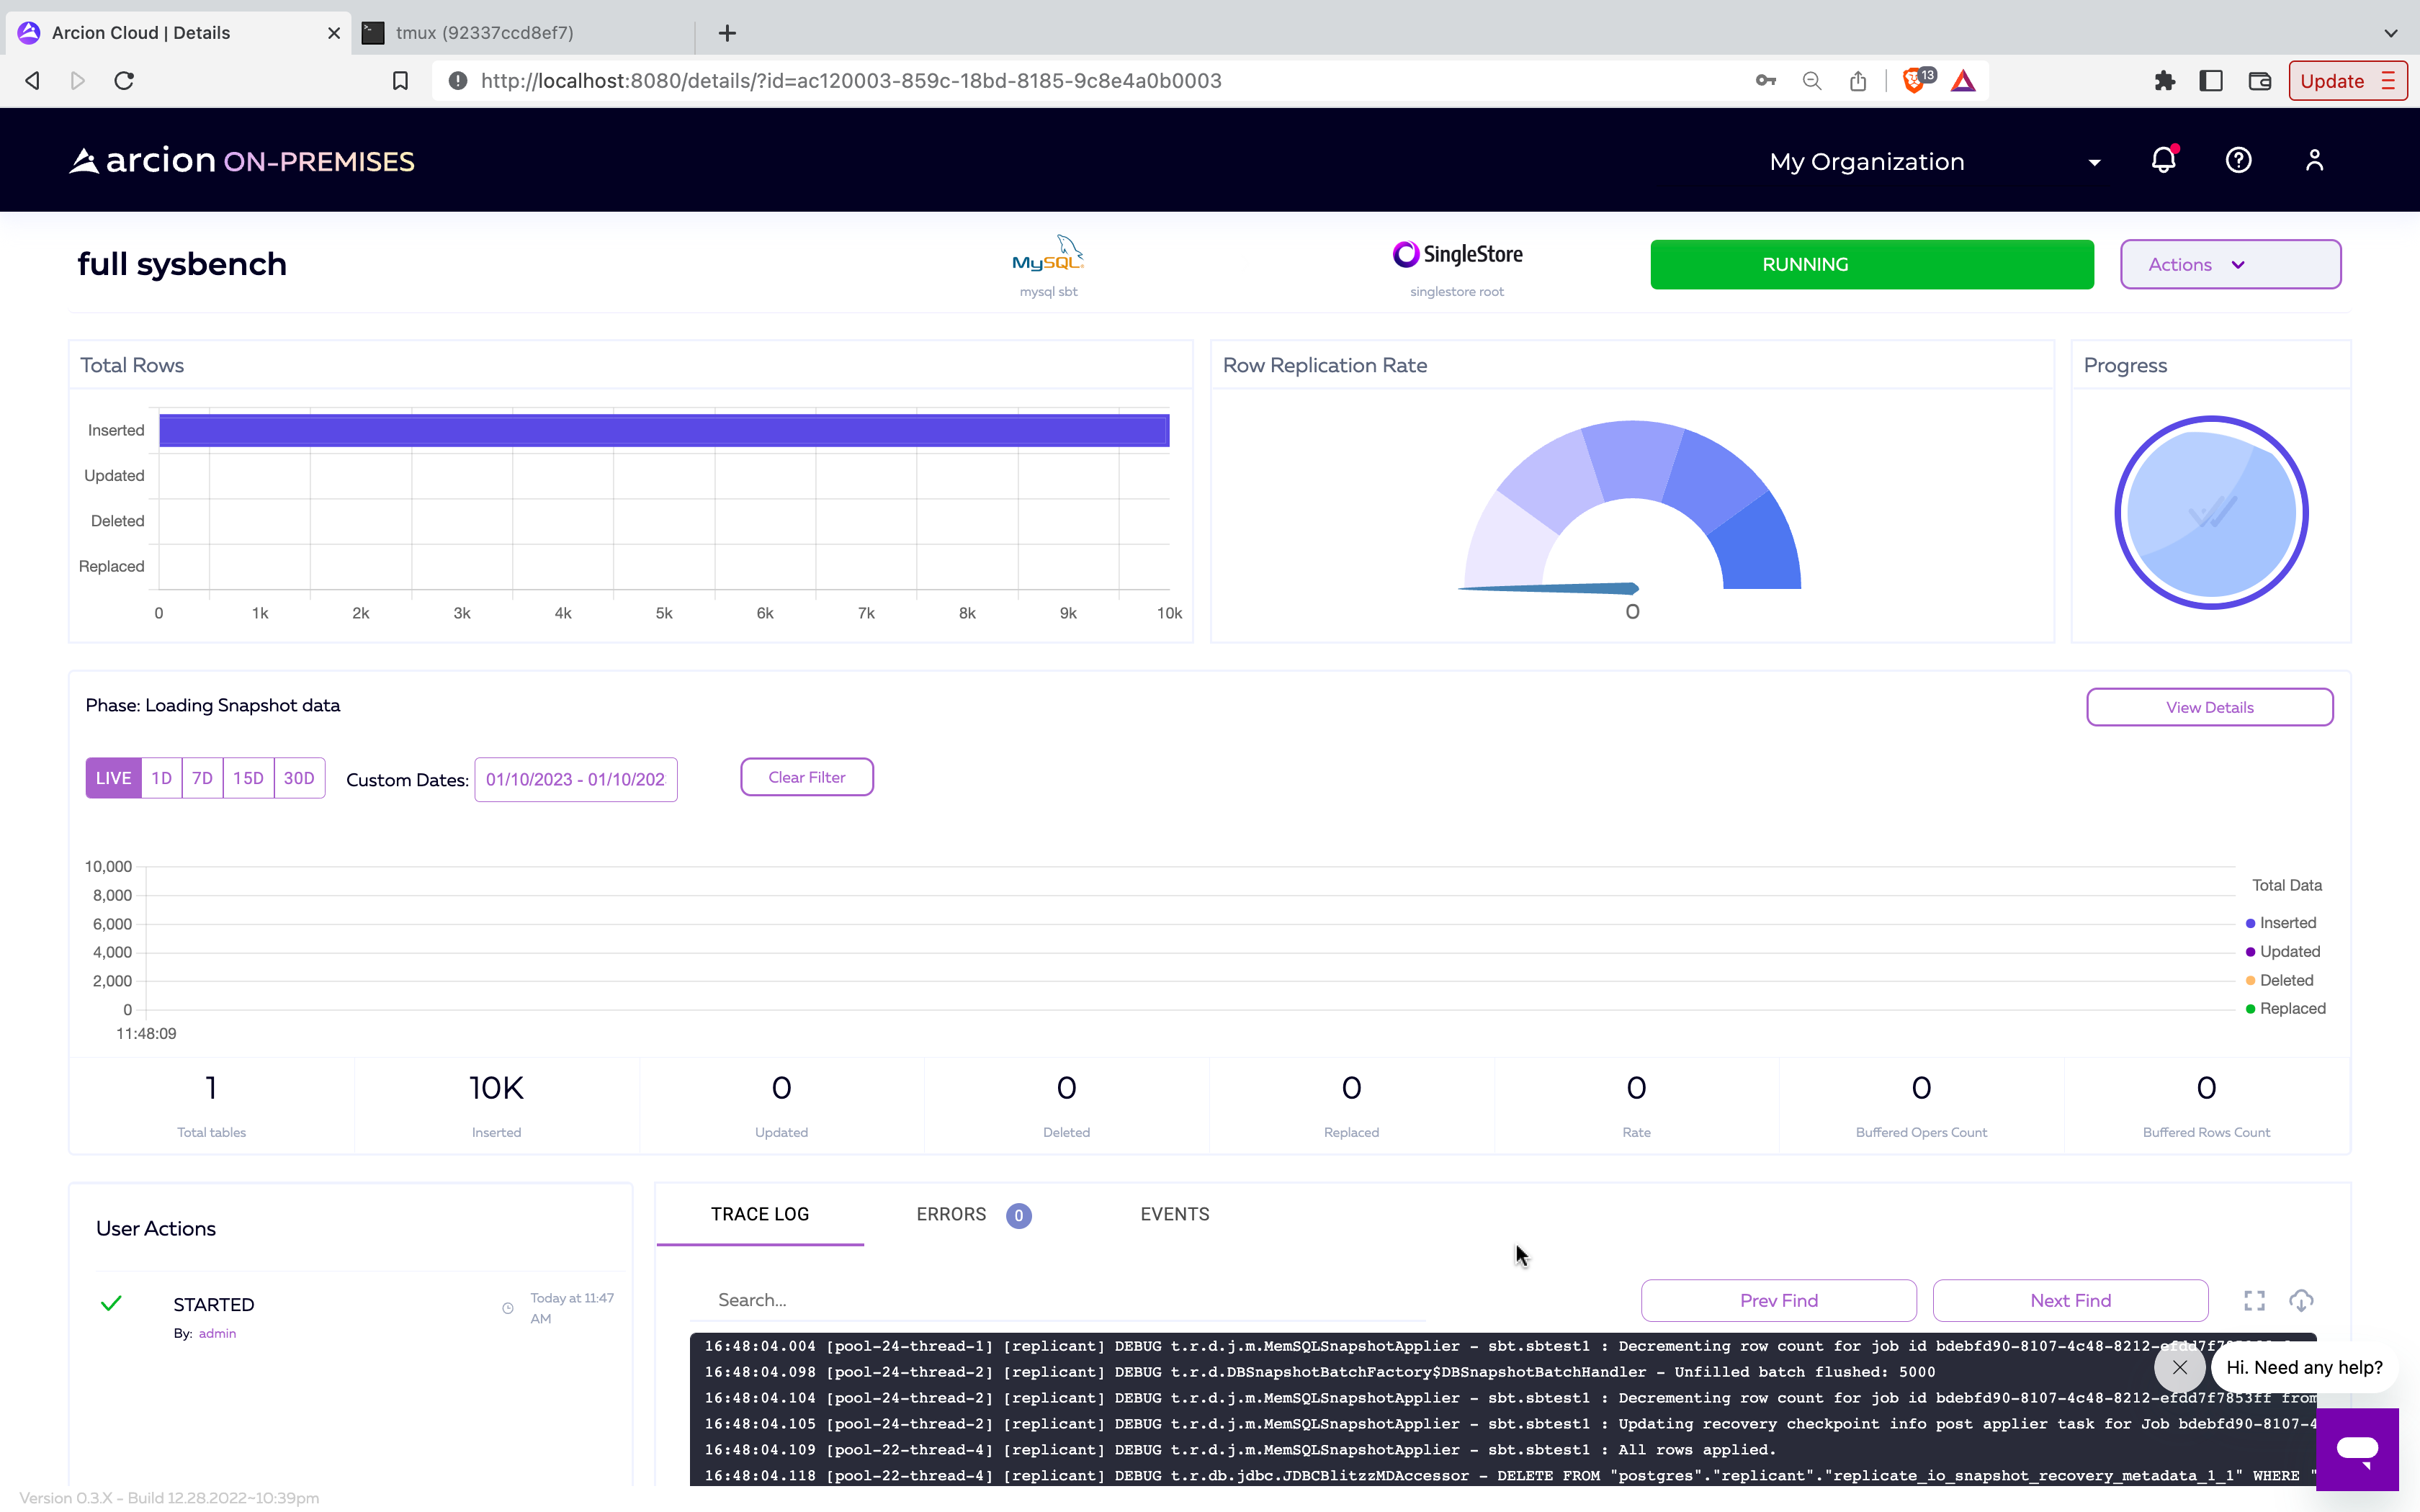 Arcion Cloud | Details
tmux (92337ccd8ef7)
http://localhost:8080/details/?id=ac120003-859c-18bd-8185-9c8e4a0b0003
13
Update
arcion ON-PREMISES
My Organization
full sysbench
MySQL
mysql sbt
SingleStore
singlestore root
RUNNING
Actions
Total Rows
Inserted
Updated
Deleted
Replaced
0 1k 2k 3k 4k 5k 6k 7k 8k 9k 10k
Row Replication Rate
0
Progress
Phase: Loading Snapshot data
View Details
LIVE 1D 7D 15D 30D
Custom Dates: 01/10/2023 - 01/10/202
Clear Filter
10,000
8,000
6,000
4,000
2,000
0
11:48:09
Total Data
Inserted
Updated
Deleted
Replaced
1 10K 0 0 0 0 0 0
Total tables Inserted Updated Deleted Replaced Rate Buffered Opers Count Buffered Rows Count
User Actions
STARTED
By: admin
Today at 11:47
AM
TRACE LOG ERRORS 0 EVENTS
Search...
Prev Find
Next Find
16:48:04.004 [pool-24-thread-1] [replicant] DEBUG t.r.d.j.m.MemSQLSnapshotApplier - sbt.sbtest1 : Decrementing row count for job id
16:48:04.098 [pool-24-thread-2] [replicant] DEBUG t.r.d.DBSnapshotBatchFactory$DBSnapshotBatchHandler - Unfilled batch flushed: 5000
16:48:04.104 [pool-24-thread-2] [replicant] DEBUG t.r.d.j.m.MemSQLSnapshotApplier - sbt.sbtest1 : Decrementing row count for job id bdebfd90-8107-4c48-8212-efdd7f7853ff from
16:48:04.105 [pool-24-thread-2] [replicant] DEBUG t.r.d.j.m.MemSQLSnapshotApplier - sbt.sbtest1 : Updating recovery checkpoint info post applier task for Job bdebfd90-8107-4
16:48:04.109 [pool-22-thread-4] [replicant] DEBUG t.r.d.j.m.MemSQLSnapshotApplier - sbt.sbtest1 : All rows applied.
16:48:04.118 [pool-22-thread-4] [replicant] DEBUG t.r.db.jdbc.JDBCBlitzzMDAccessor - DELETE FROM "postgres"."replicant"."replicate_io_snapshot_recovery_metadata_1_1" WHERE "
Hi. Need any help?
Version 0.3.X - Build 12.28.2022~10:39pm